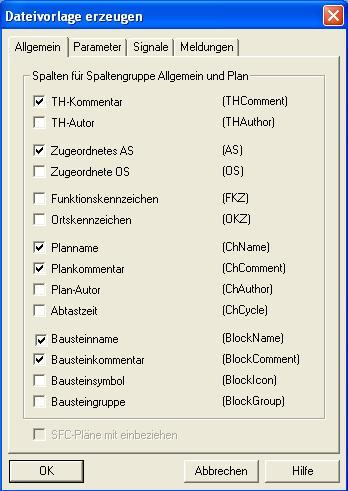 Dateivorlage erzeugen
Allgemein Parameter Signale Meldungen
Spalten für Spaltengruppe Allgemein und Plan
TH-Kommentar (THComment)
TH-Autor (THAuthor)
Zugeordnetes AS (AS)
Zugeordnete OS (OS)
Funktionskennzeichen (FKZ)
Ortskennzeichen (OKZ)
Planname (ChName)
Plankommentar (ChComment)
Plan-Autor (ChAuthor)
Abtastzeit (ChCycle)
Bausteinname (BlockName)
Bausteinkommentar (BlockComment)
Bausteinsymbol (BlockIcon)
Bausteingruppe (BlockGroup)
SFC-Pläne mit einbeziehen
OK Abbrechen Hilfe